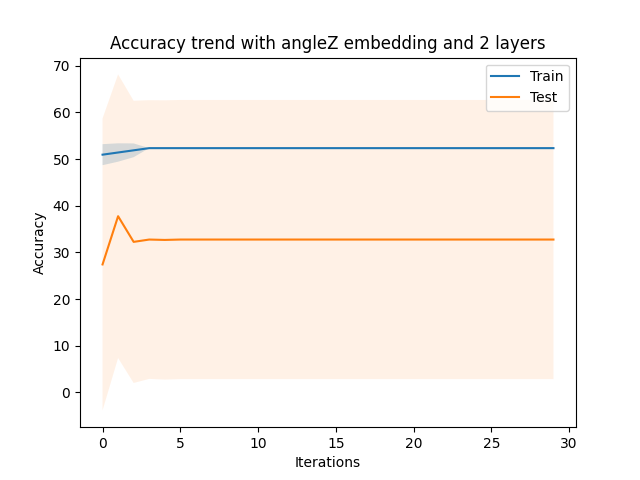 Accuracy trend with angleZ embedding and 2 layers
Train
Test
70
60
50
40
30
20
10
0
Accuracy
0 5 10 15 20 25 30
Iterations